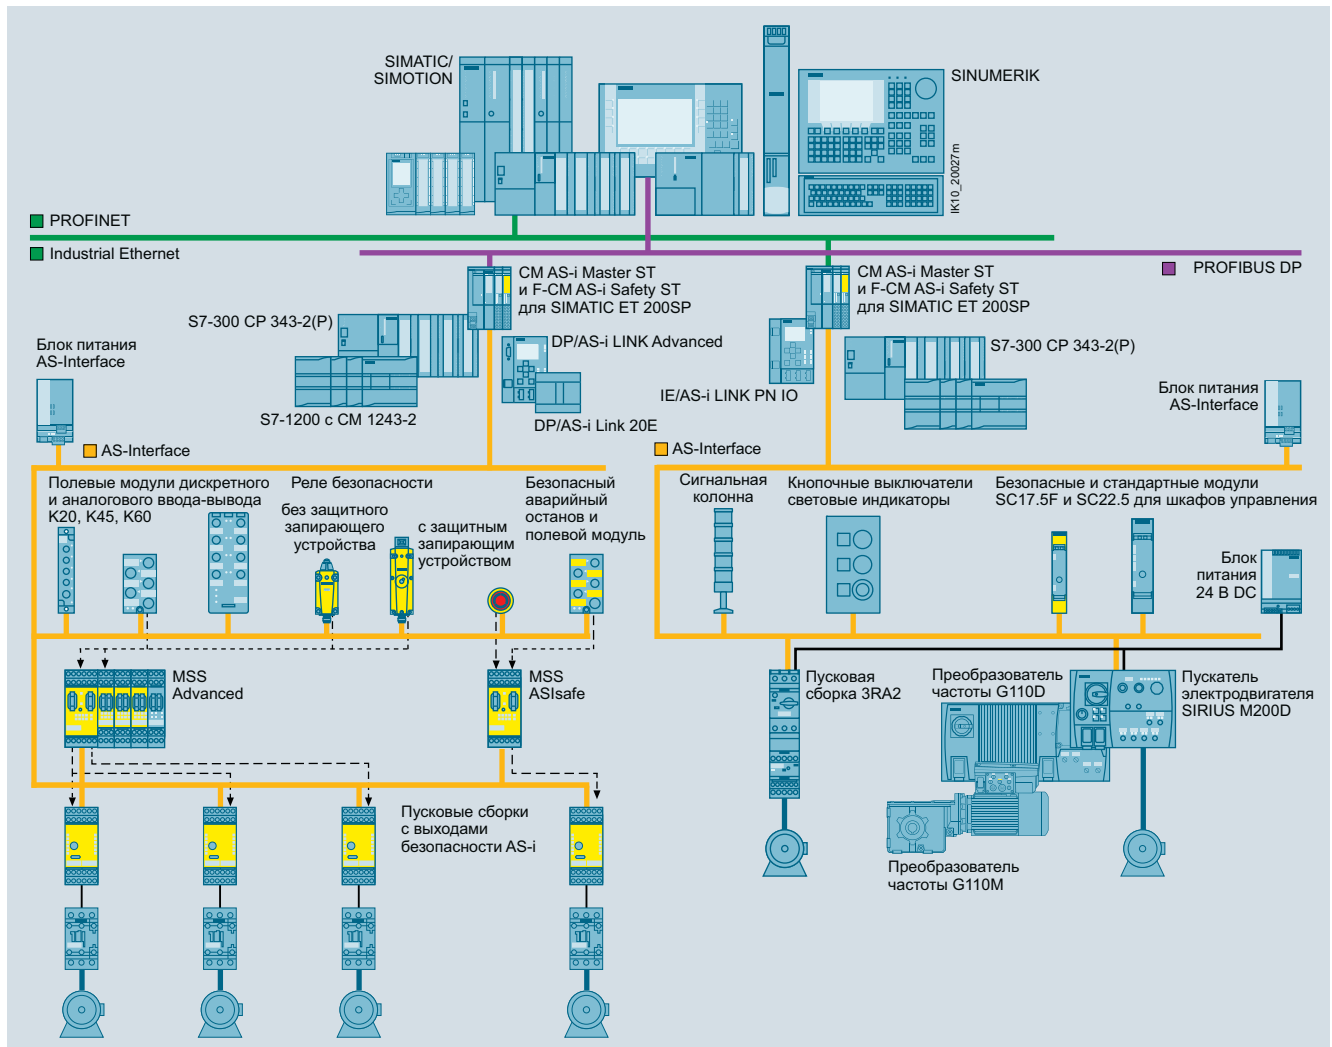 SIMATIC/
SIMOTION
SINUMERIK
IK10_20027m
PROFINET
Industrial Ethernet
PROFIBUS DP
CM AS-i Master ST
и F-CM AS-i Safety ST
для SIMATIC ET 200SP
CM AS-i Master ST
и F-CM AS-i Safety ST
для SIMATIC ET 200SP
S7-300 CP 343-2(P)
DP/AS-i LINK Advanced
S7-300 CP 343-2(P)
Блок питания
AS-Interface
IE/AS-i LINK PN IO
Блок питания
AS-Interface
S7-1200 с CM 1243-2
DP/AS-i Link 20E
AS-Interface
AS-Interface
Полевые модули дискретного
и аналогового ввода-вывода
K20, K45, K60
Реле безопасности
без защитного
запирающего
устройства
с защитным
запирающим
устройством
Безопасный
аварийный
останов и
полевой модуль
Сигнальная
колонна
Кнопочные выключатели
световые индикаторы
Безопасные и стандартные модули
SC17.5F и SC22.5 для шкафов управления
Блок
питания
24 В DC
MSS
Advanced
MSS
ASIsafe
Пусковая
сборка 3RA2
Преобразователь
частоты G110D
Пускатель
электродвигателя
SIRIUS M200D
Пусковые сборки
с выходами
безопасности AS-i
Преобразователь
частоты G110M